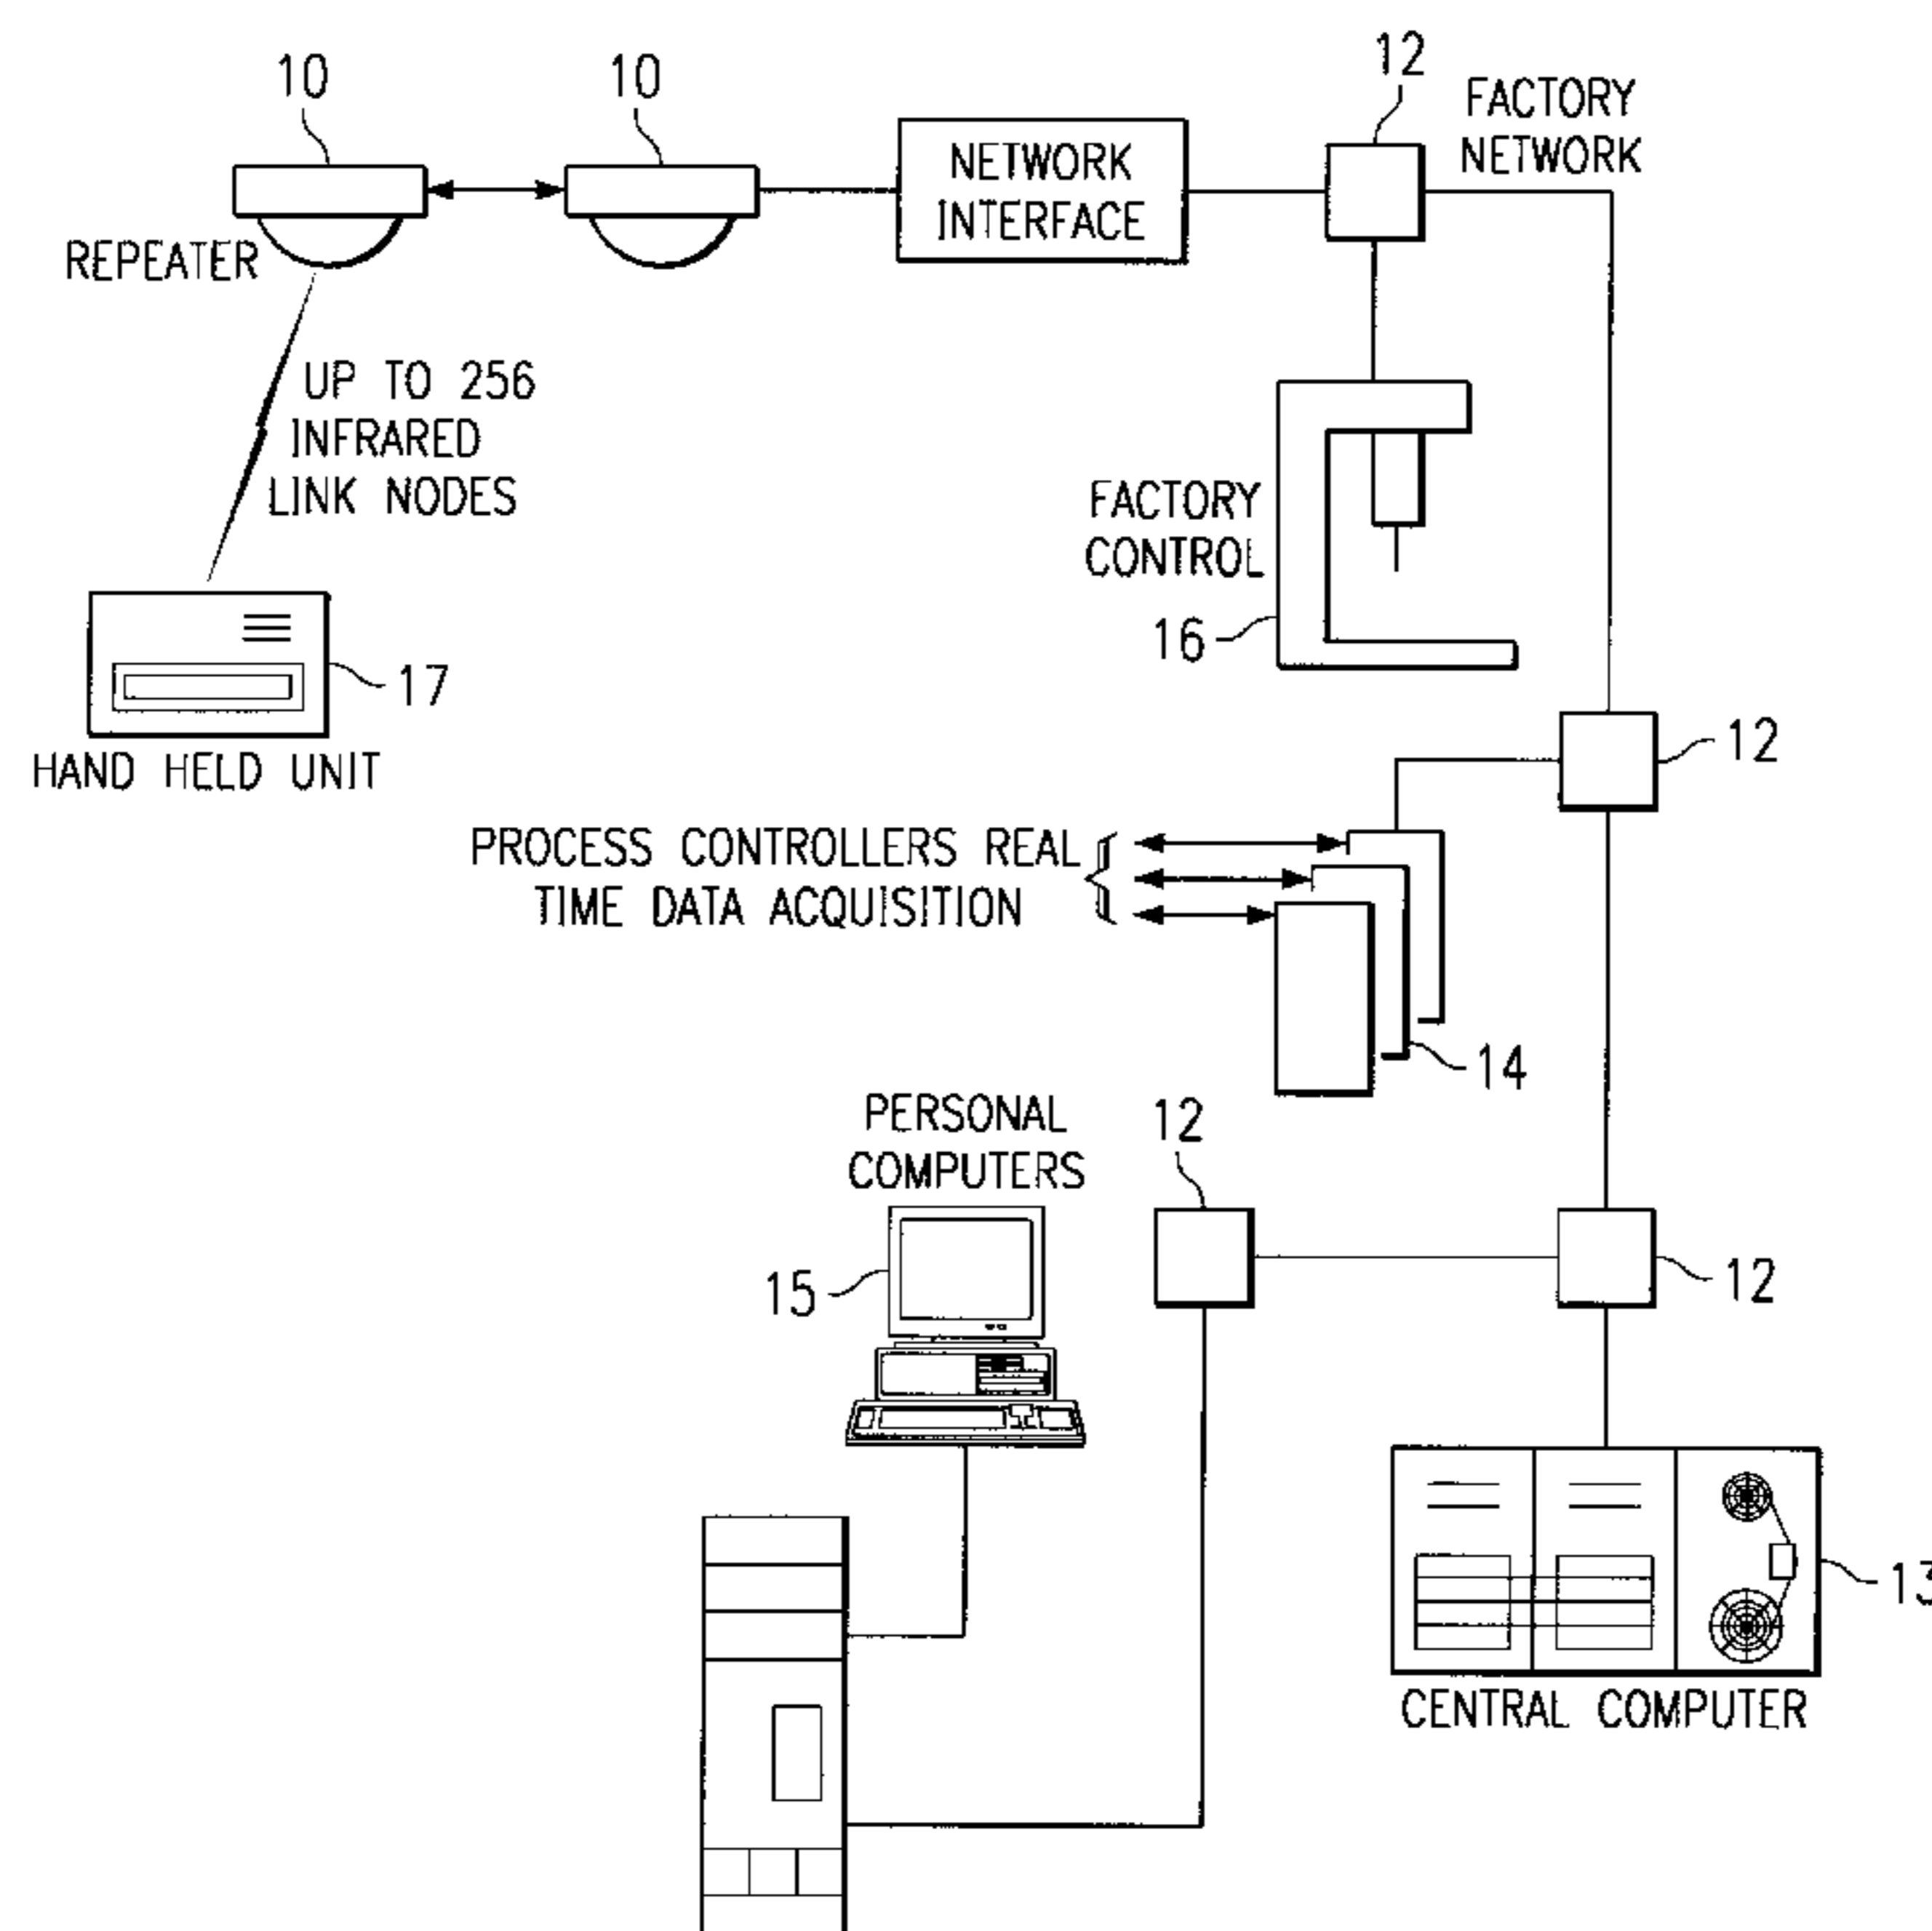 10
10
12
FACTORY
NETWORK
NETWORK
INTERFACE
REPEATER
UP TO 256
INFRARED
LINK NODES
FACTORY
CONTROL
16
17
HAND HELD UNIT
12
PROCESS CONTROLLERS REAL
TIME DATA ACQUISITION
14
PERSONAL
COMPUTERS
12
15
12
13
CENTRAL COMPUTER